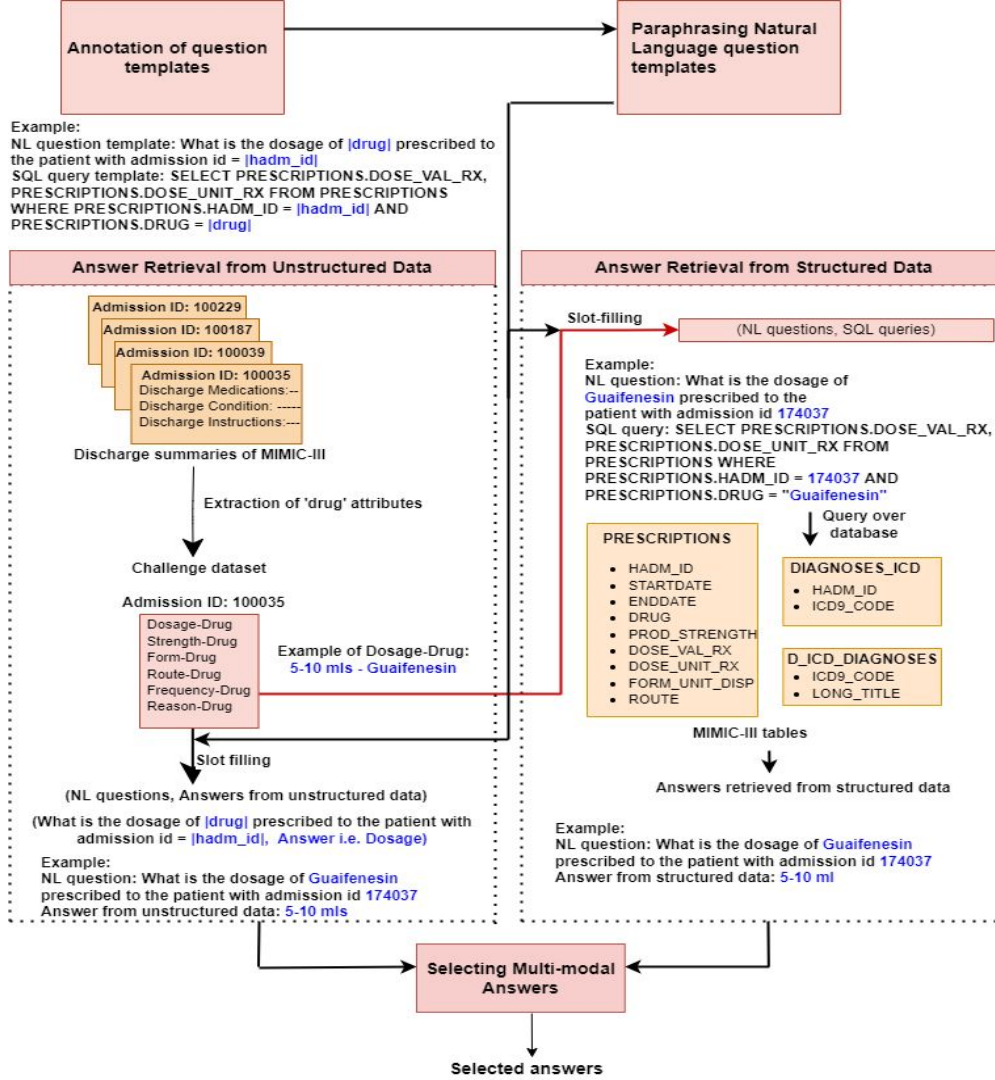 Annotation of question
templates
Paraphrasing Natural
Language question
templates
Example:
NL question template: What is the dosage of |drug| prescribed to
the patient with admission id = |hadm_id|
SQL query template: SELECT PRESCRIPTIONS.DOSE_VAL_RX,
PRESCRIPTIONS.DOSE_UNIT_RX FROM PRESCRIPTIONS
WHERE PRESCRIPTIONS.HADM_ID = |hadm_id| AND
PRESCRIPTIONS.DRUG = |drug|
Answer Retrieval from Unstructured Data
Admission ID: 100229
Admission ID: 100187
Admission ID: 100039
Admission ID: 100035
Discharge Medications:--
Discharge Condition: -----
Discharge Instructions:---
Discharge summaries of MIMIC-III
Extraction of 'drug' attributes
Challenge dataset
Admission ID: 100035
Dosage-Drug
Strength-Drug
Form-Drug
Route-Drug
Frequency-Drug
Reason-Drug
Example of Dosage-Drug:
5-10 mls - Guaifenesin
Slot filling
(NL questions, Answers from unstructured data)
(What is the dosage of |drug| prescribed to the patient with
admission id = |hadm_id|, Answer i.e. Dosage)
Example:
NL question: What is the dosage of Guaifenesin
prescribed to the patient with admission id 174037
Answer from unstructured data: 5-10 mls
Answer Retrieval from Structured Data
Slot-filling
(NL questions, SQL queries)
Example:
NL question: What is the dosage of
Guaifenesin prescribed to the
patient with admission id 174037
SQL query: SELECT PRESCRIPTIONS.DOSE_VAL_RX,
PRESCRIPTIONS.DOSE_UNIT_RX FROM
PRESCRIPTIONS WHERE
PRESCRIPTIONS.HADM_ID = 174037 AND
PRESCRIPTIONS.DRUG = "Guaifenesin"
Query over
database
PRESCRIPTIONS
• HADM_ID
• STARTDATE
• ENDDATE
• DRUG
• PROD_STRENGTH
• DOSE_VAL_RX
• DOSE_UNIT_RX
• FORM_UNIT_DISP
• ROUTE
DIAGNOSES_ICD
• HADM_ID
• ICD9_CODE
D_ICD_DIAGNOSES
• ICD9_CODE
• LONG_TITLE
MIMIC-III tables
Answers retrieved from structured data
Example:
NL question: What is the dosage of Guaifenesin
prescribed to the patient with admission id 174037
Answer from structured data: 5-10 ml
Selecting Multi-modal
Answers
Selected answers